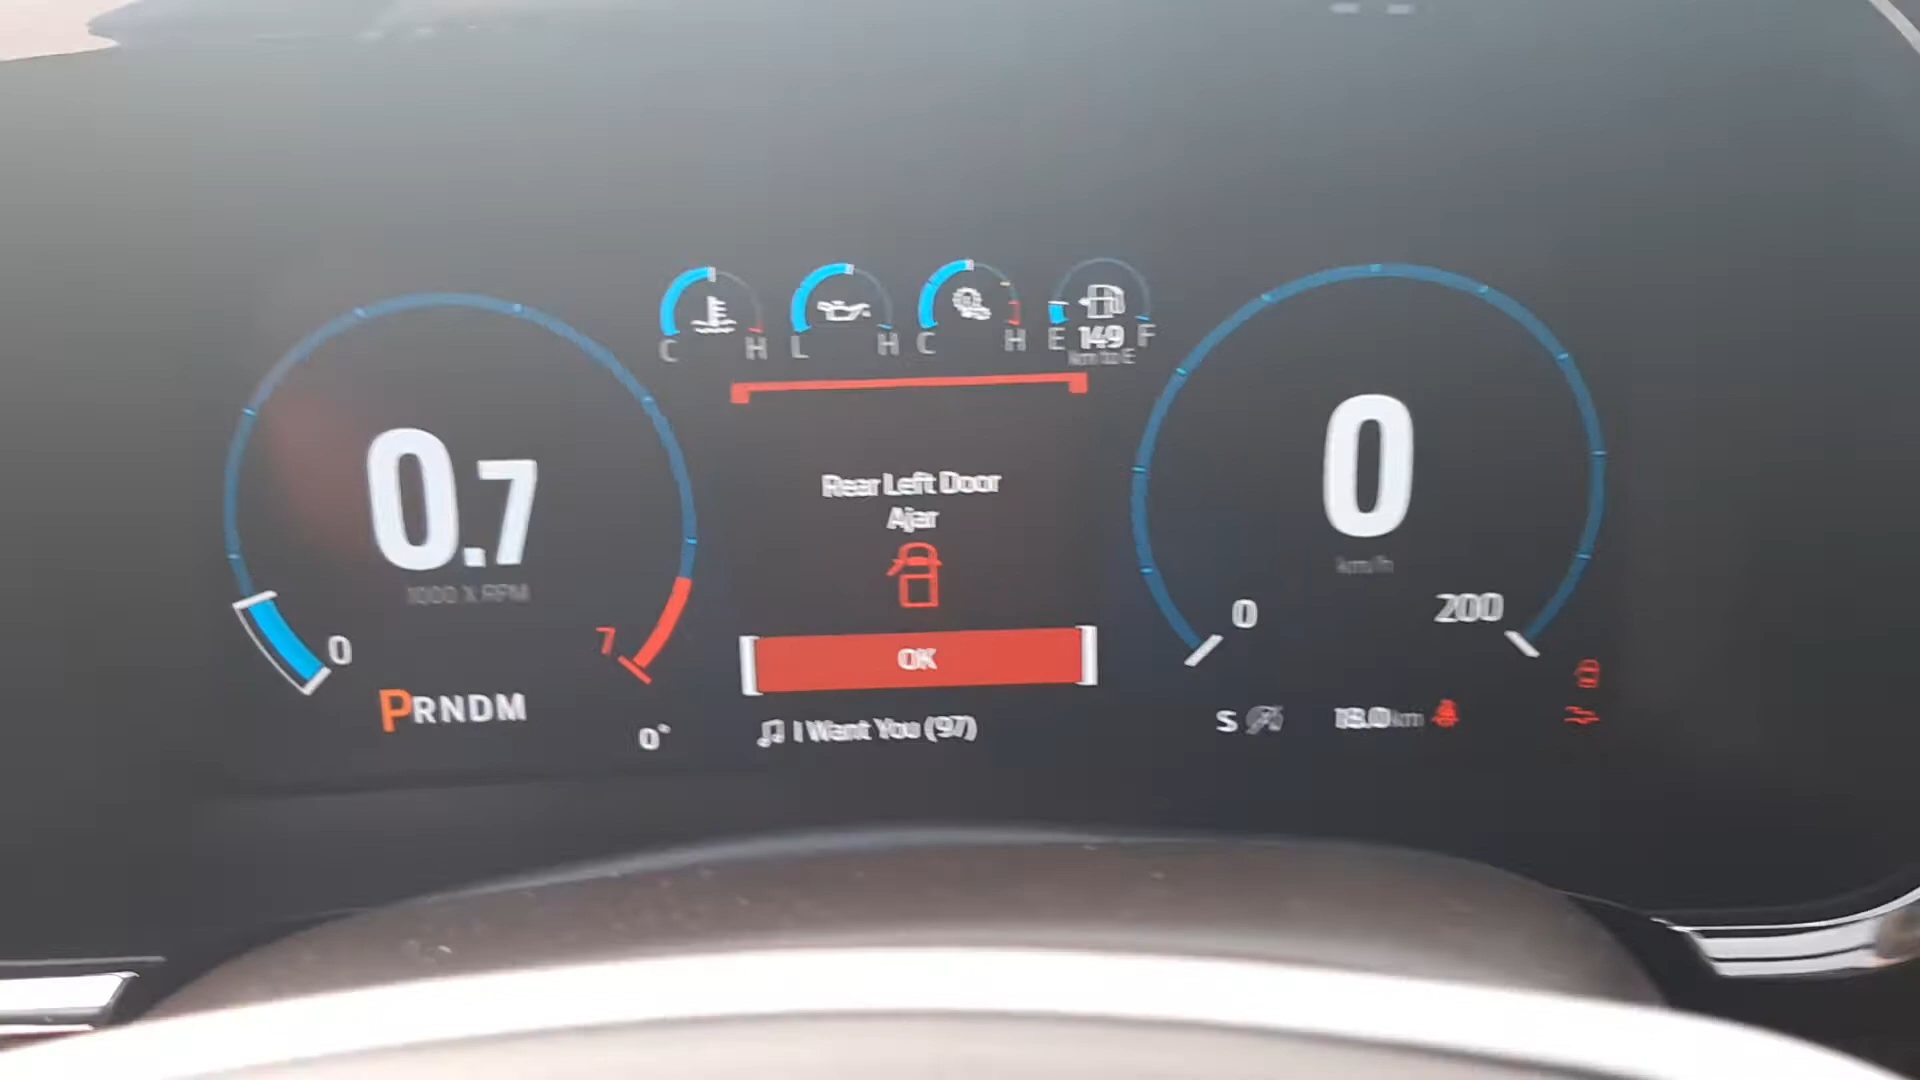 C H L H C H E 149 F
km to E
0.7
1000 X RPM
0 7
PRNDM
0°
Rear Left Door
Ajar
OK
I Want You (97)
0
km/h
0 200
S
18.0km